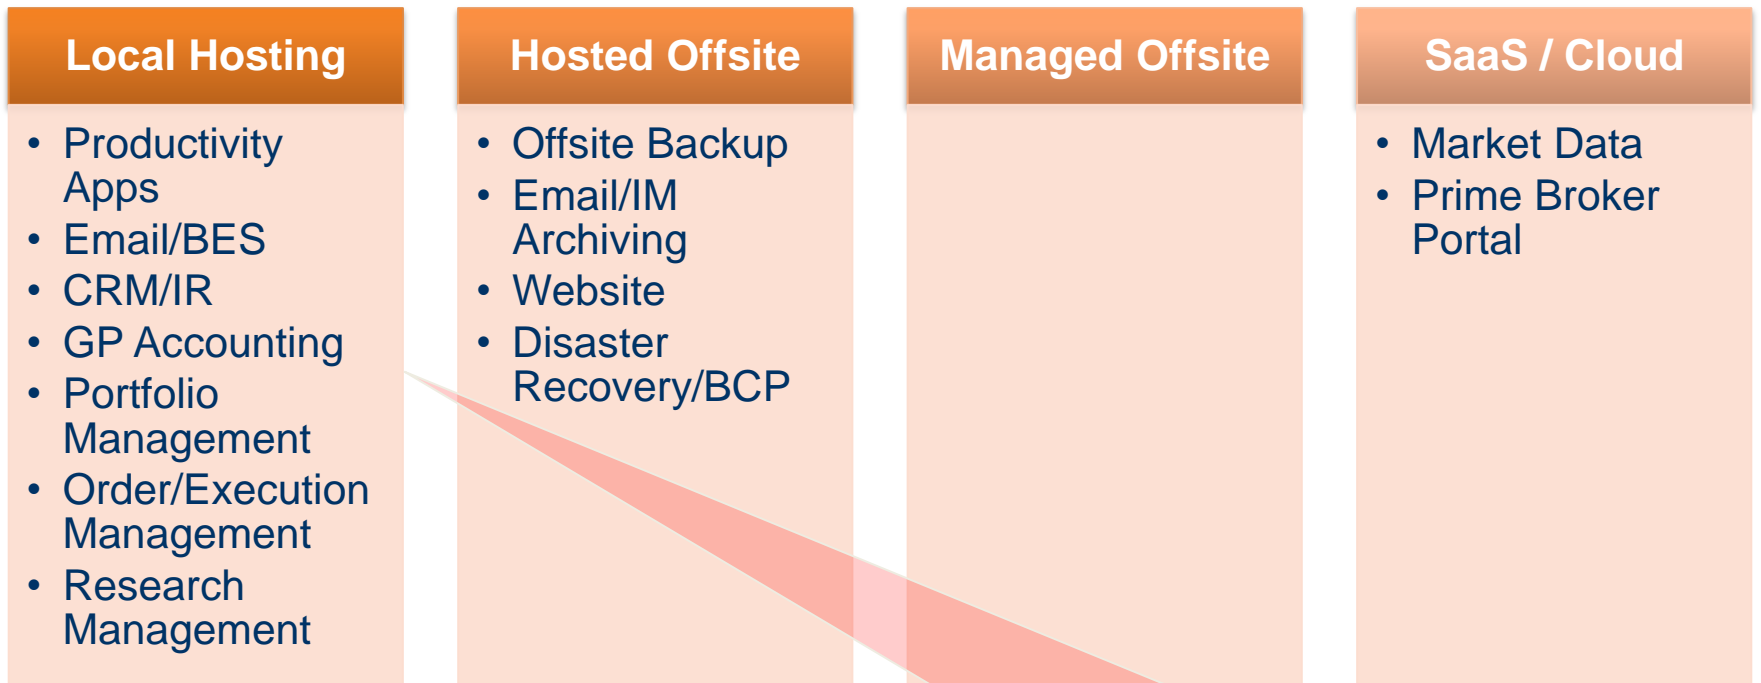 Local Hosting
• Productivity
Apps
• Email/BES
• CRM/IR
• GP Accounting
• Portfolio
Management
• Order/Execution
Management
• Research
Management
Hosted Offsite
• Offsite Backup
• Email/IM
Archiving
• Website
• Disaster
Recovery/BCP
Managed Offsite
SaaS / Cloud
• Market Data
• Prime Broker
Portal